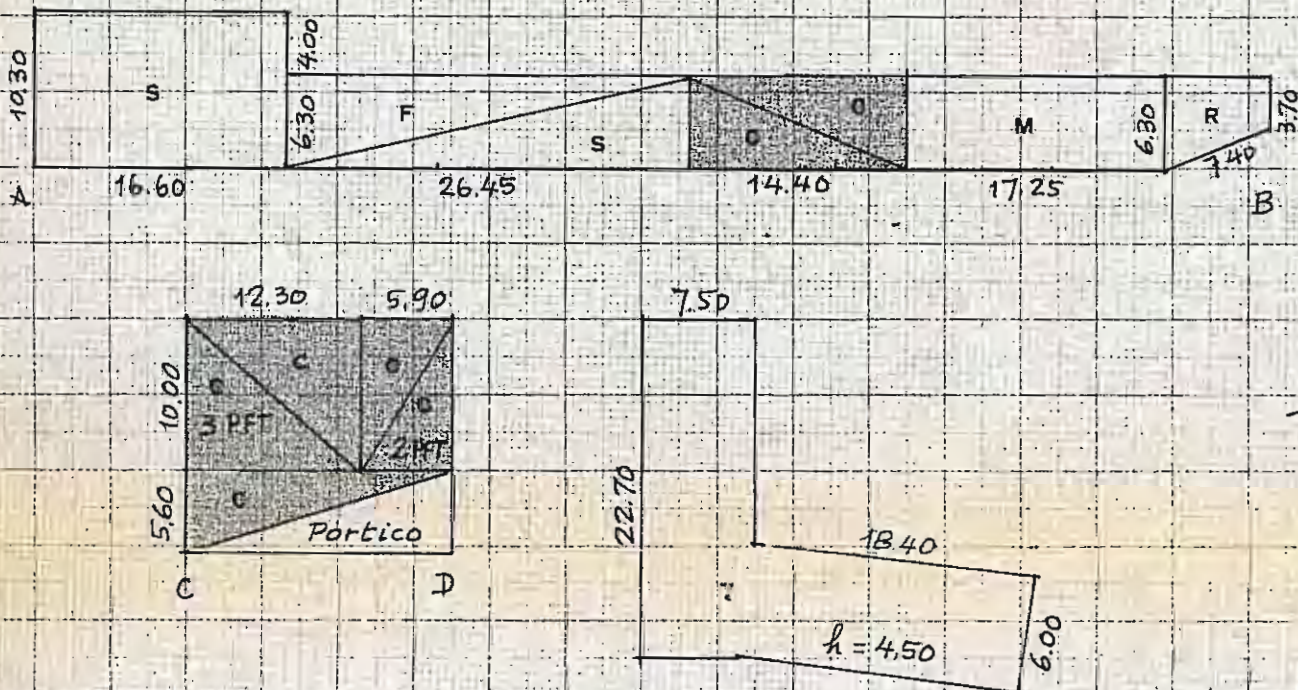 10.30
S
4.00
6.30
F
S
C
C
M
6.30
R
3.70
7.40
A
16.60
26.45
14.40
17.25
B
12.30
5.90
7.50
10.00
C
C
C
C
3 PFT
2 PFT
5.60
C
Pórtico
22.70
18.40
C
D
h = 4.50
6.00